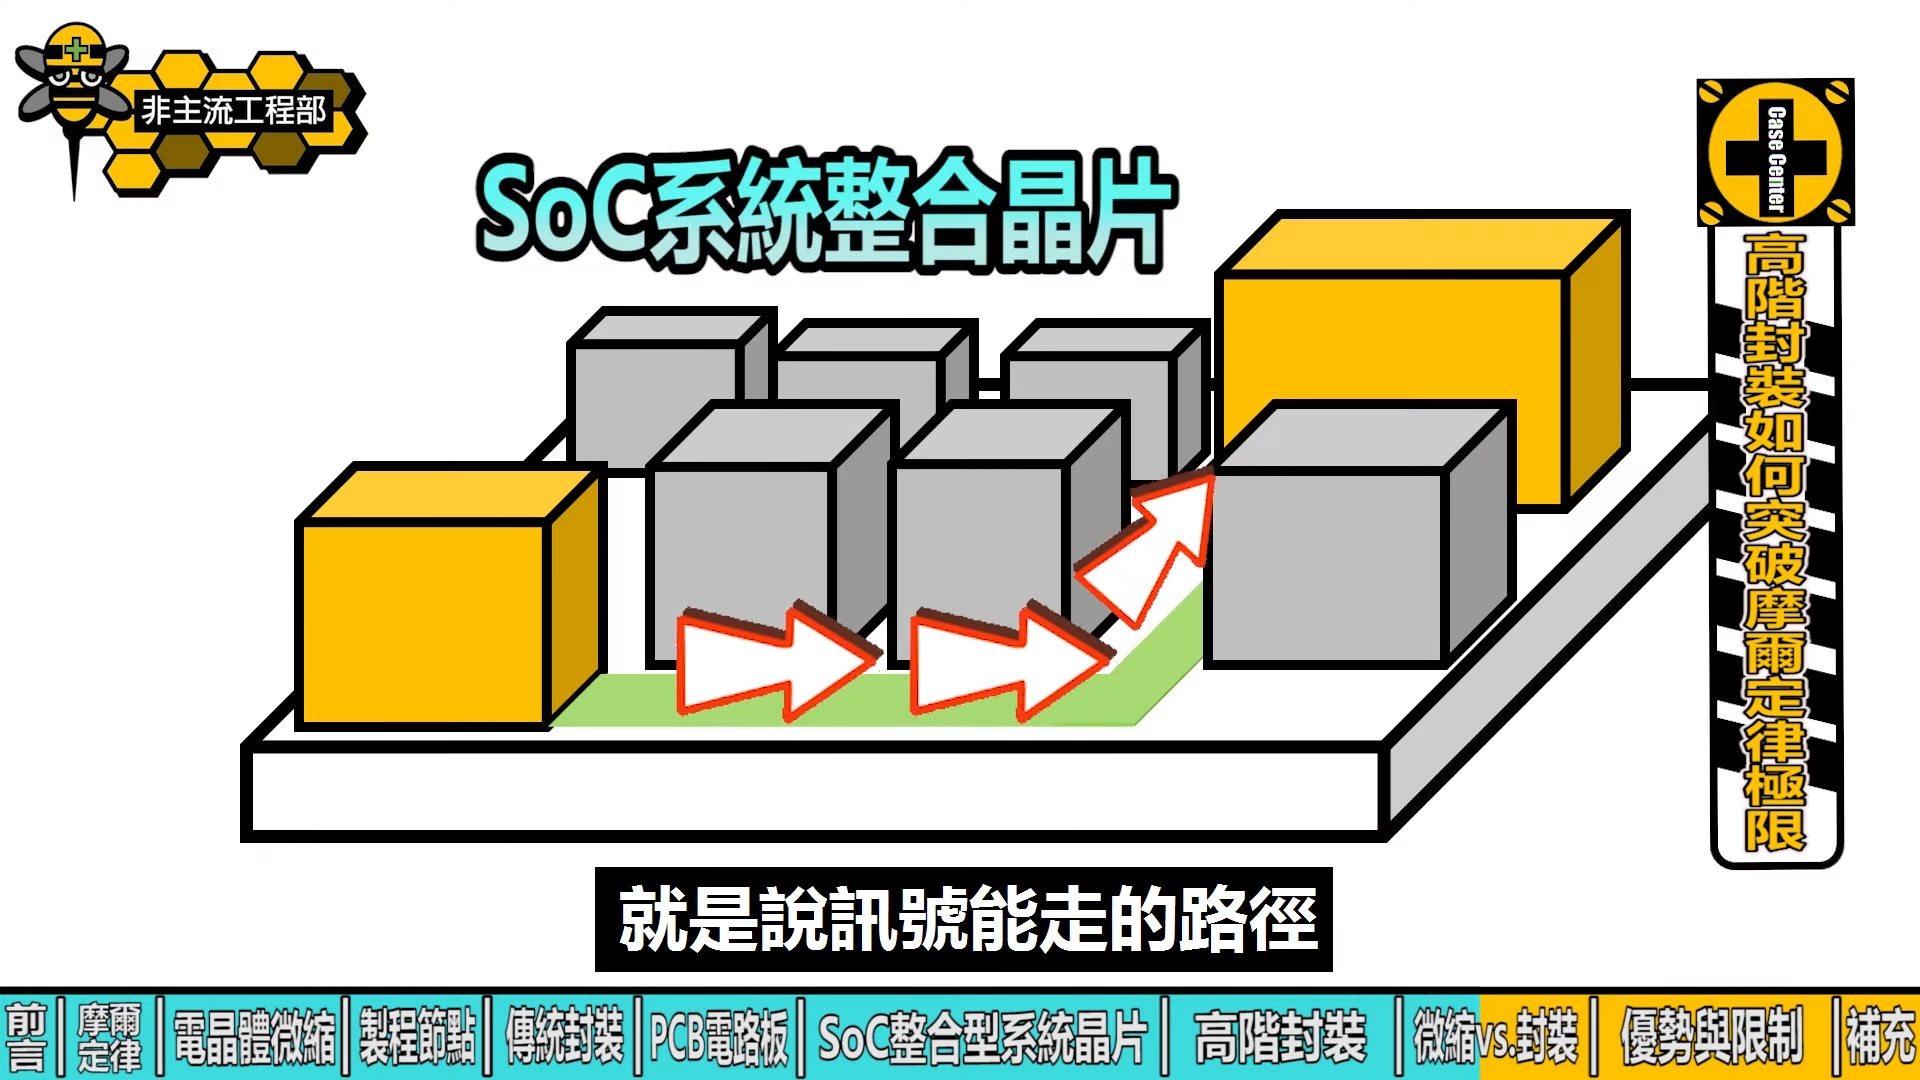 非主流工程部
SoC系統整合晶片
Case Center
高階封裝如何突破摩爾定律極限
就是說訊號能走的路徑
前言
摩爾定律
電晶體微縮
製程節點
傳統封裝
PCB電路板
SoC整合型系統晶片
高階封裝
微縮vs.封裝
優勢與限制
補充